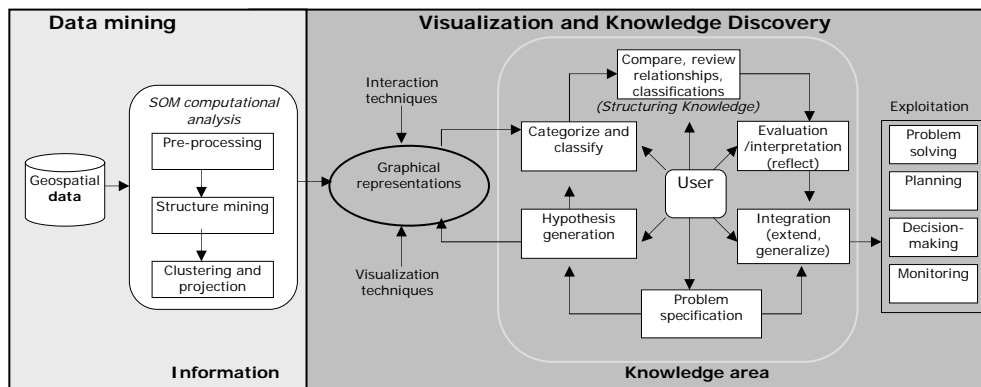 Data mining
Visualization and Knowledge Discovery
SOM computational
analysis
Pre-processing
Structure mining
Clustering and
projection
Geospatial
data
Information
Interaction
techniques
Graphical
representations
Visualization
techniques
Compare, review
relationships,
classifications
(Structuring Knowledge)
Categorize and
classify
Evaluation
/interpretation
(reflect)
User
Hypothesis
generation
Integration
(extend,
generalize)
Problem
specification
Knowledge area
Exploitation
Problem
solving
Planning
Decision-
making
Monitoring